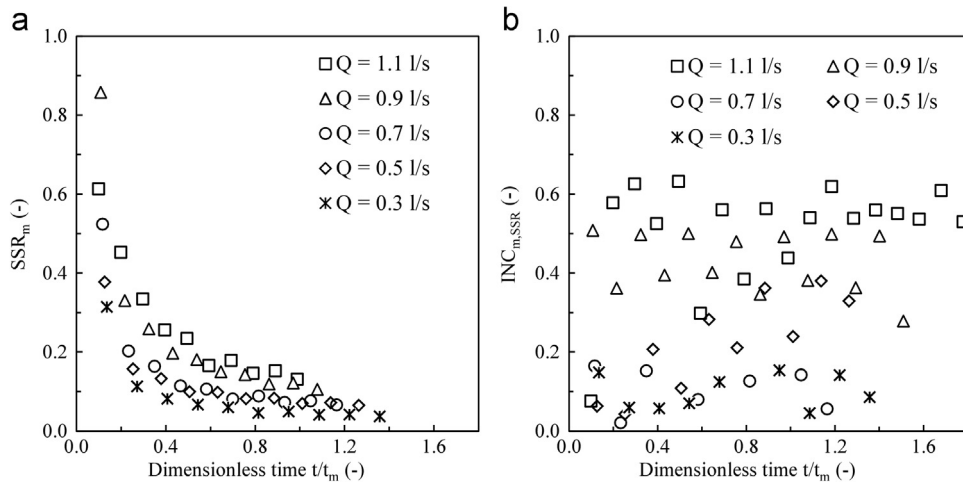 a
1.0
0.8
0.6
0.4
0.2
0.0
SSRm (-)
0.0 0.4 0.8 1.2 1.6
Dimensionless time t/tm (-)
Q = 1.1 l/s
Q = 0.9 l/s
Q = 0.7 l/s
Q = 0.5 l/s
Q = 0.3 l/s
b
1.0
0.8
0.6
0.4
0.2
0.0
INCm,SSR (-)
0.0 0.4 0.8 1.2 1.6
Dimensionless time t/tm (-)
Q = 1.1 l/s Q = 0.9 l/s
Q = 0.7 l/s Q = 0.5 l/s
Q = 0.3 l/s